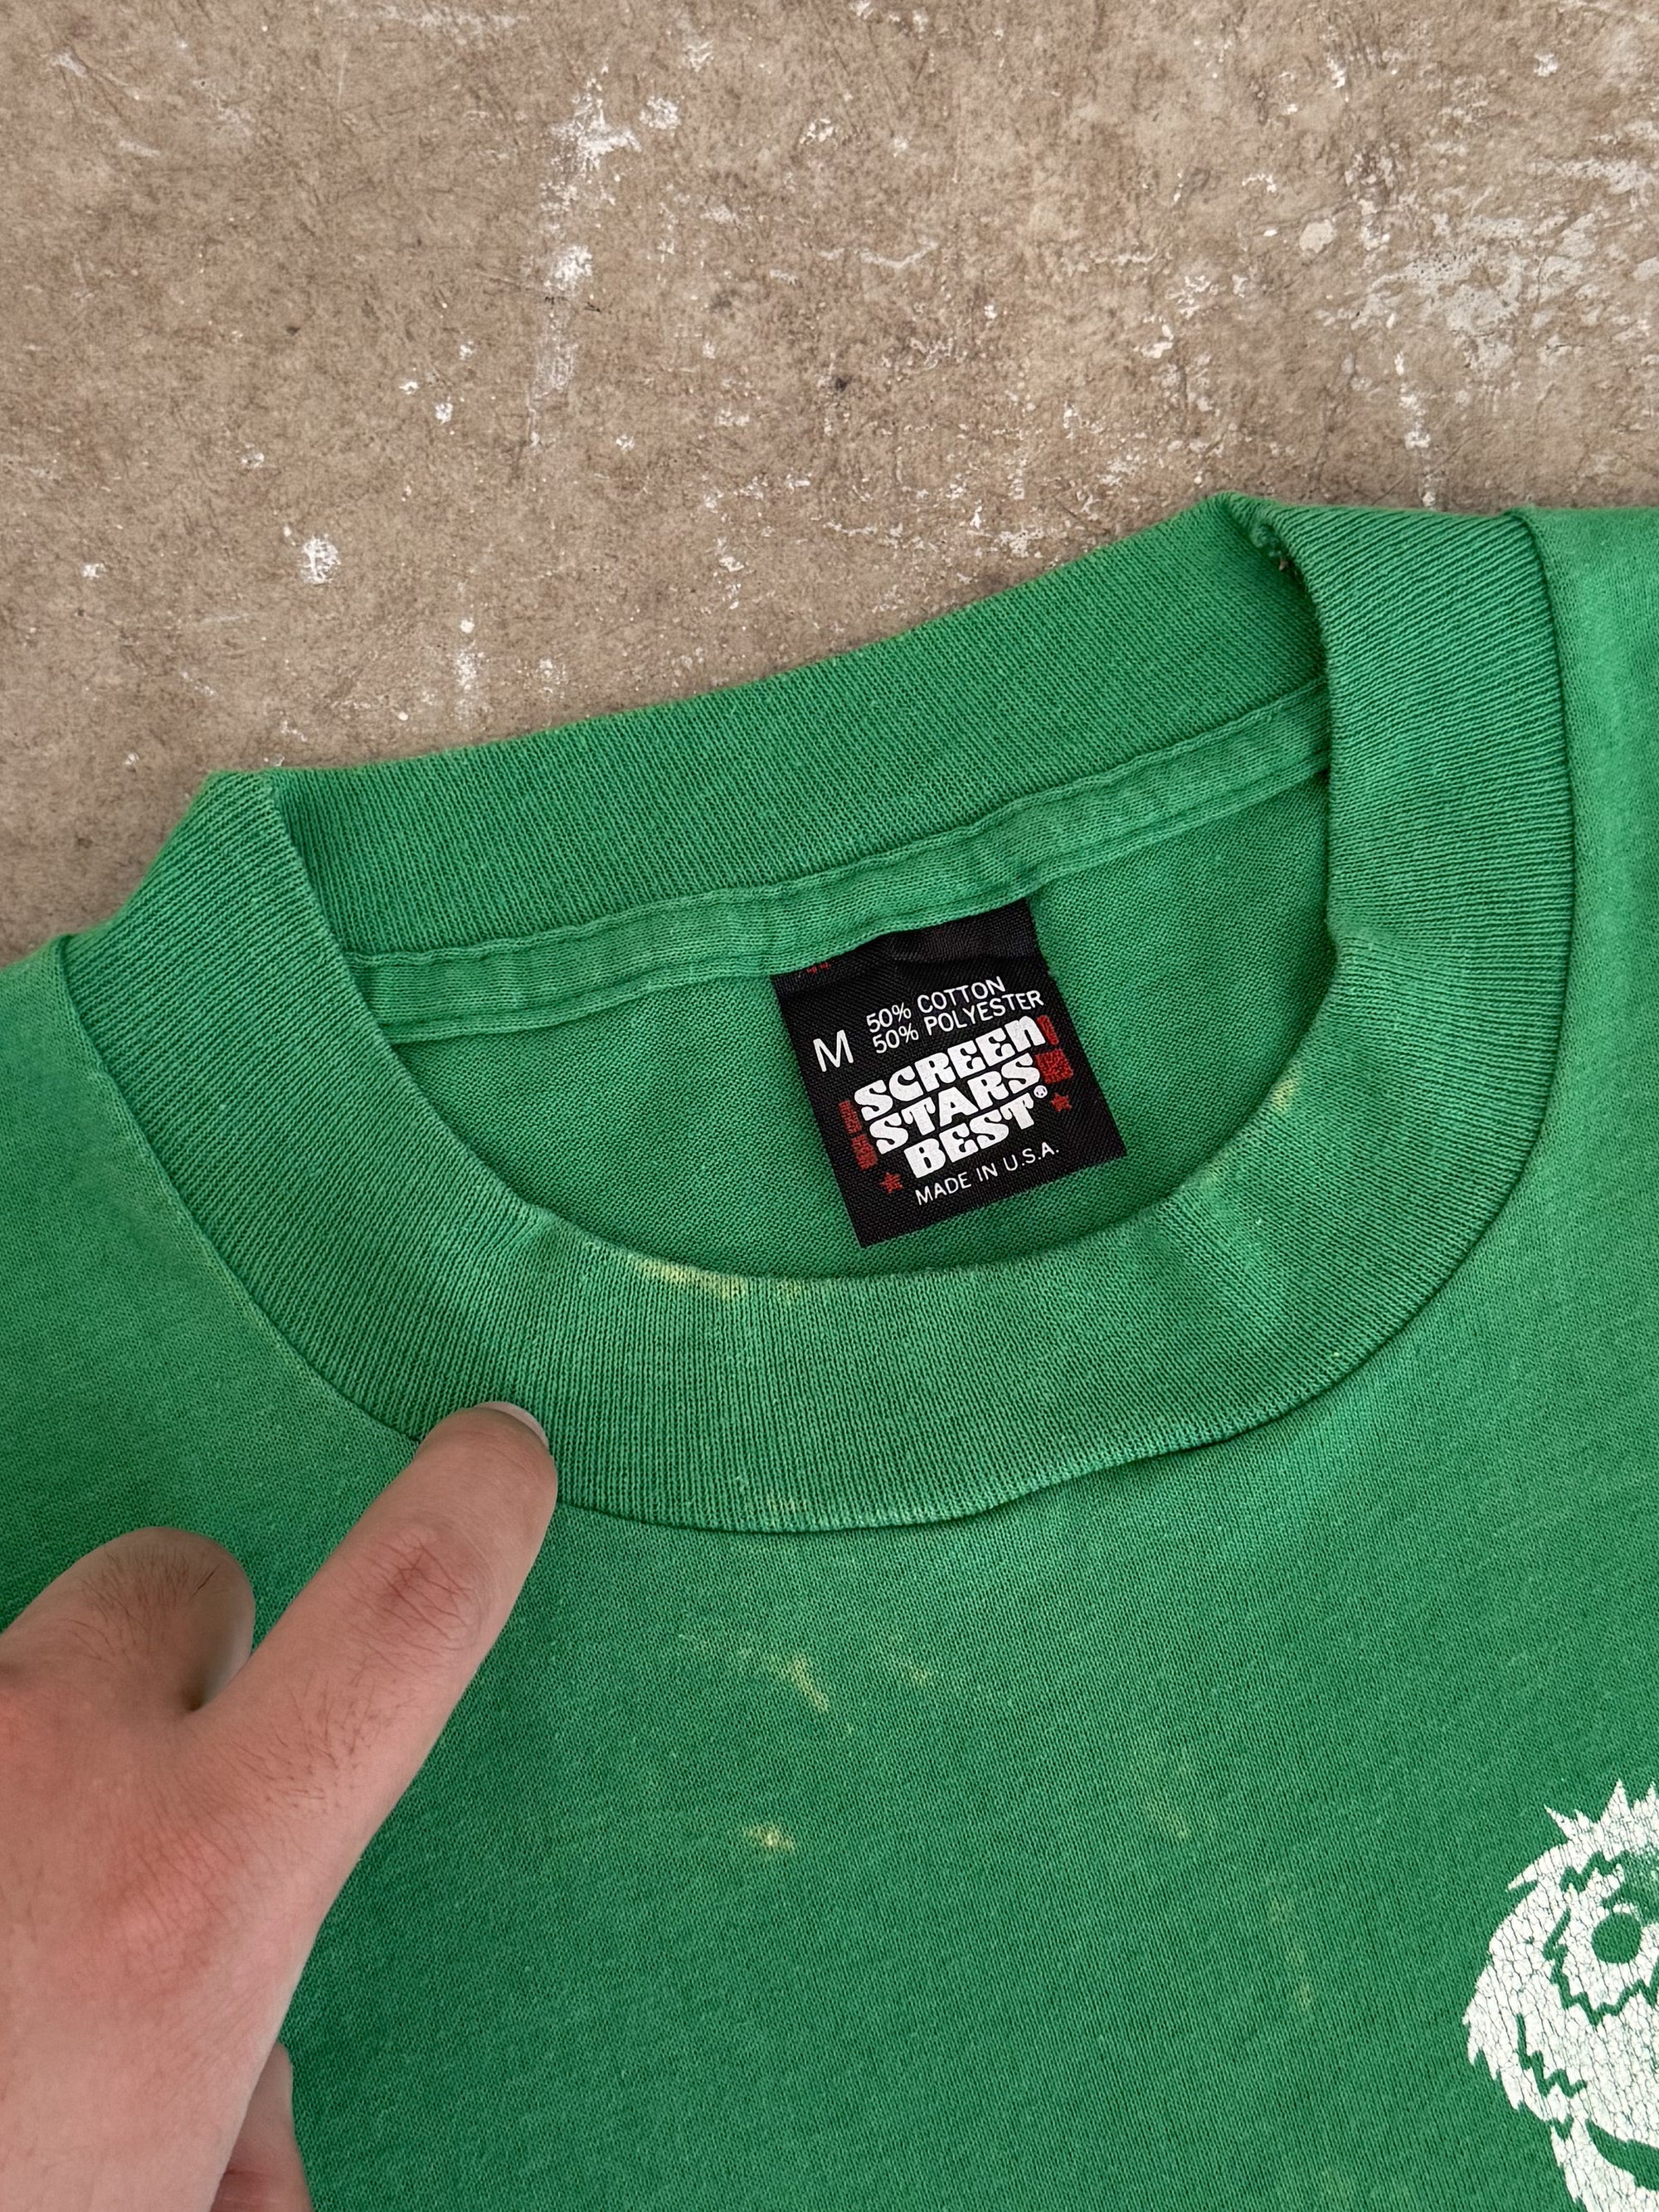 M
50% COTTON
50% POLYESTER
SCREEN
STARS
BEST®
MADE IN U.S.A.